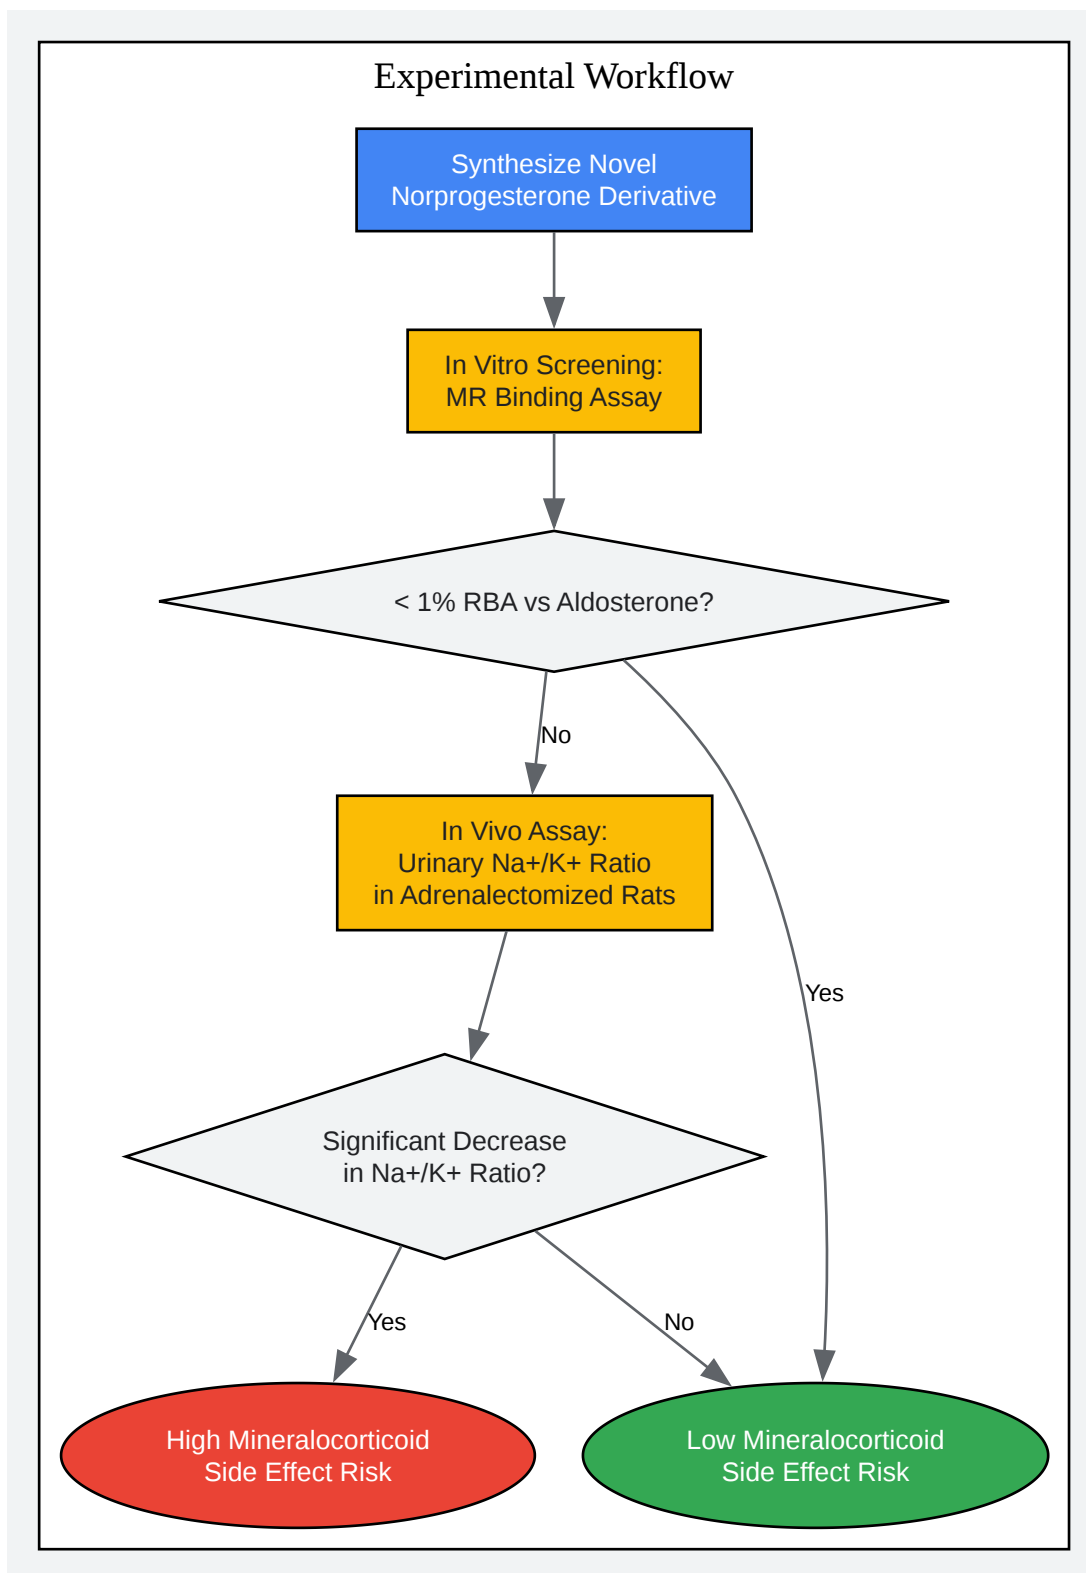 Experimental Workflow
Synthesize Novel
Norprogesterone Derivative
In Vitro Screening:
MR Binding Assay
< 1% RBA vs Aldosterone?
No
In Vivo Assay:
Urinary Na+/K+ Ratio
in Adrenalectomized Rats
Yes
Significant Decrease
in Na+/K+ Ratio?
Yes
No
High Mineralocorticoid
Side Effect Risk
Low Mineralocorticoid
Side Effect Risk